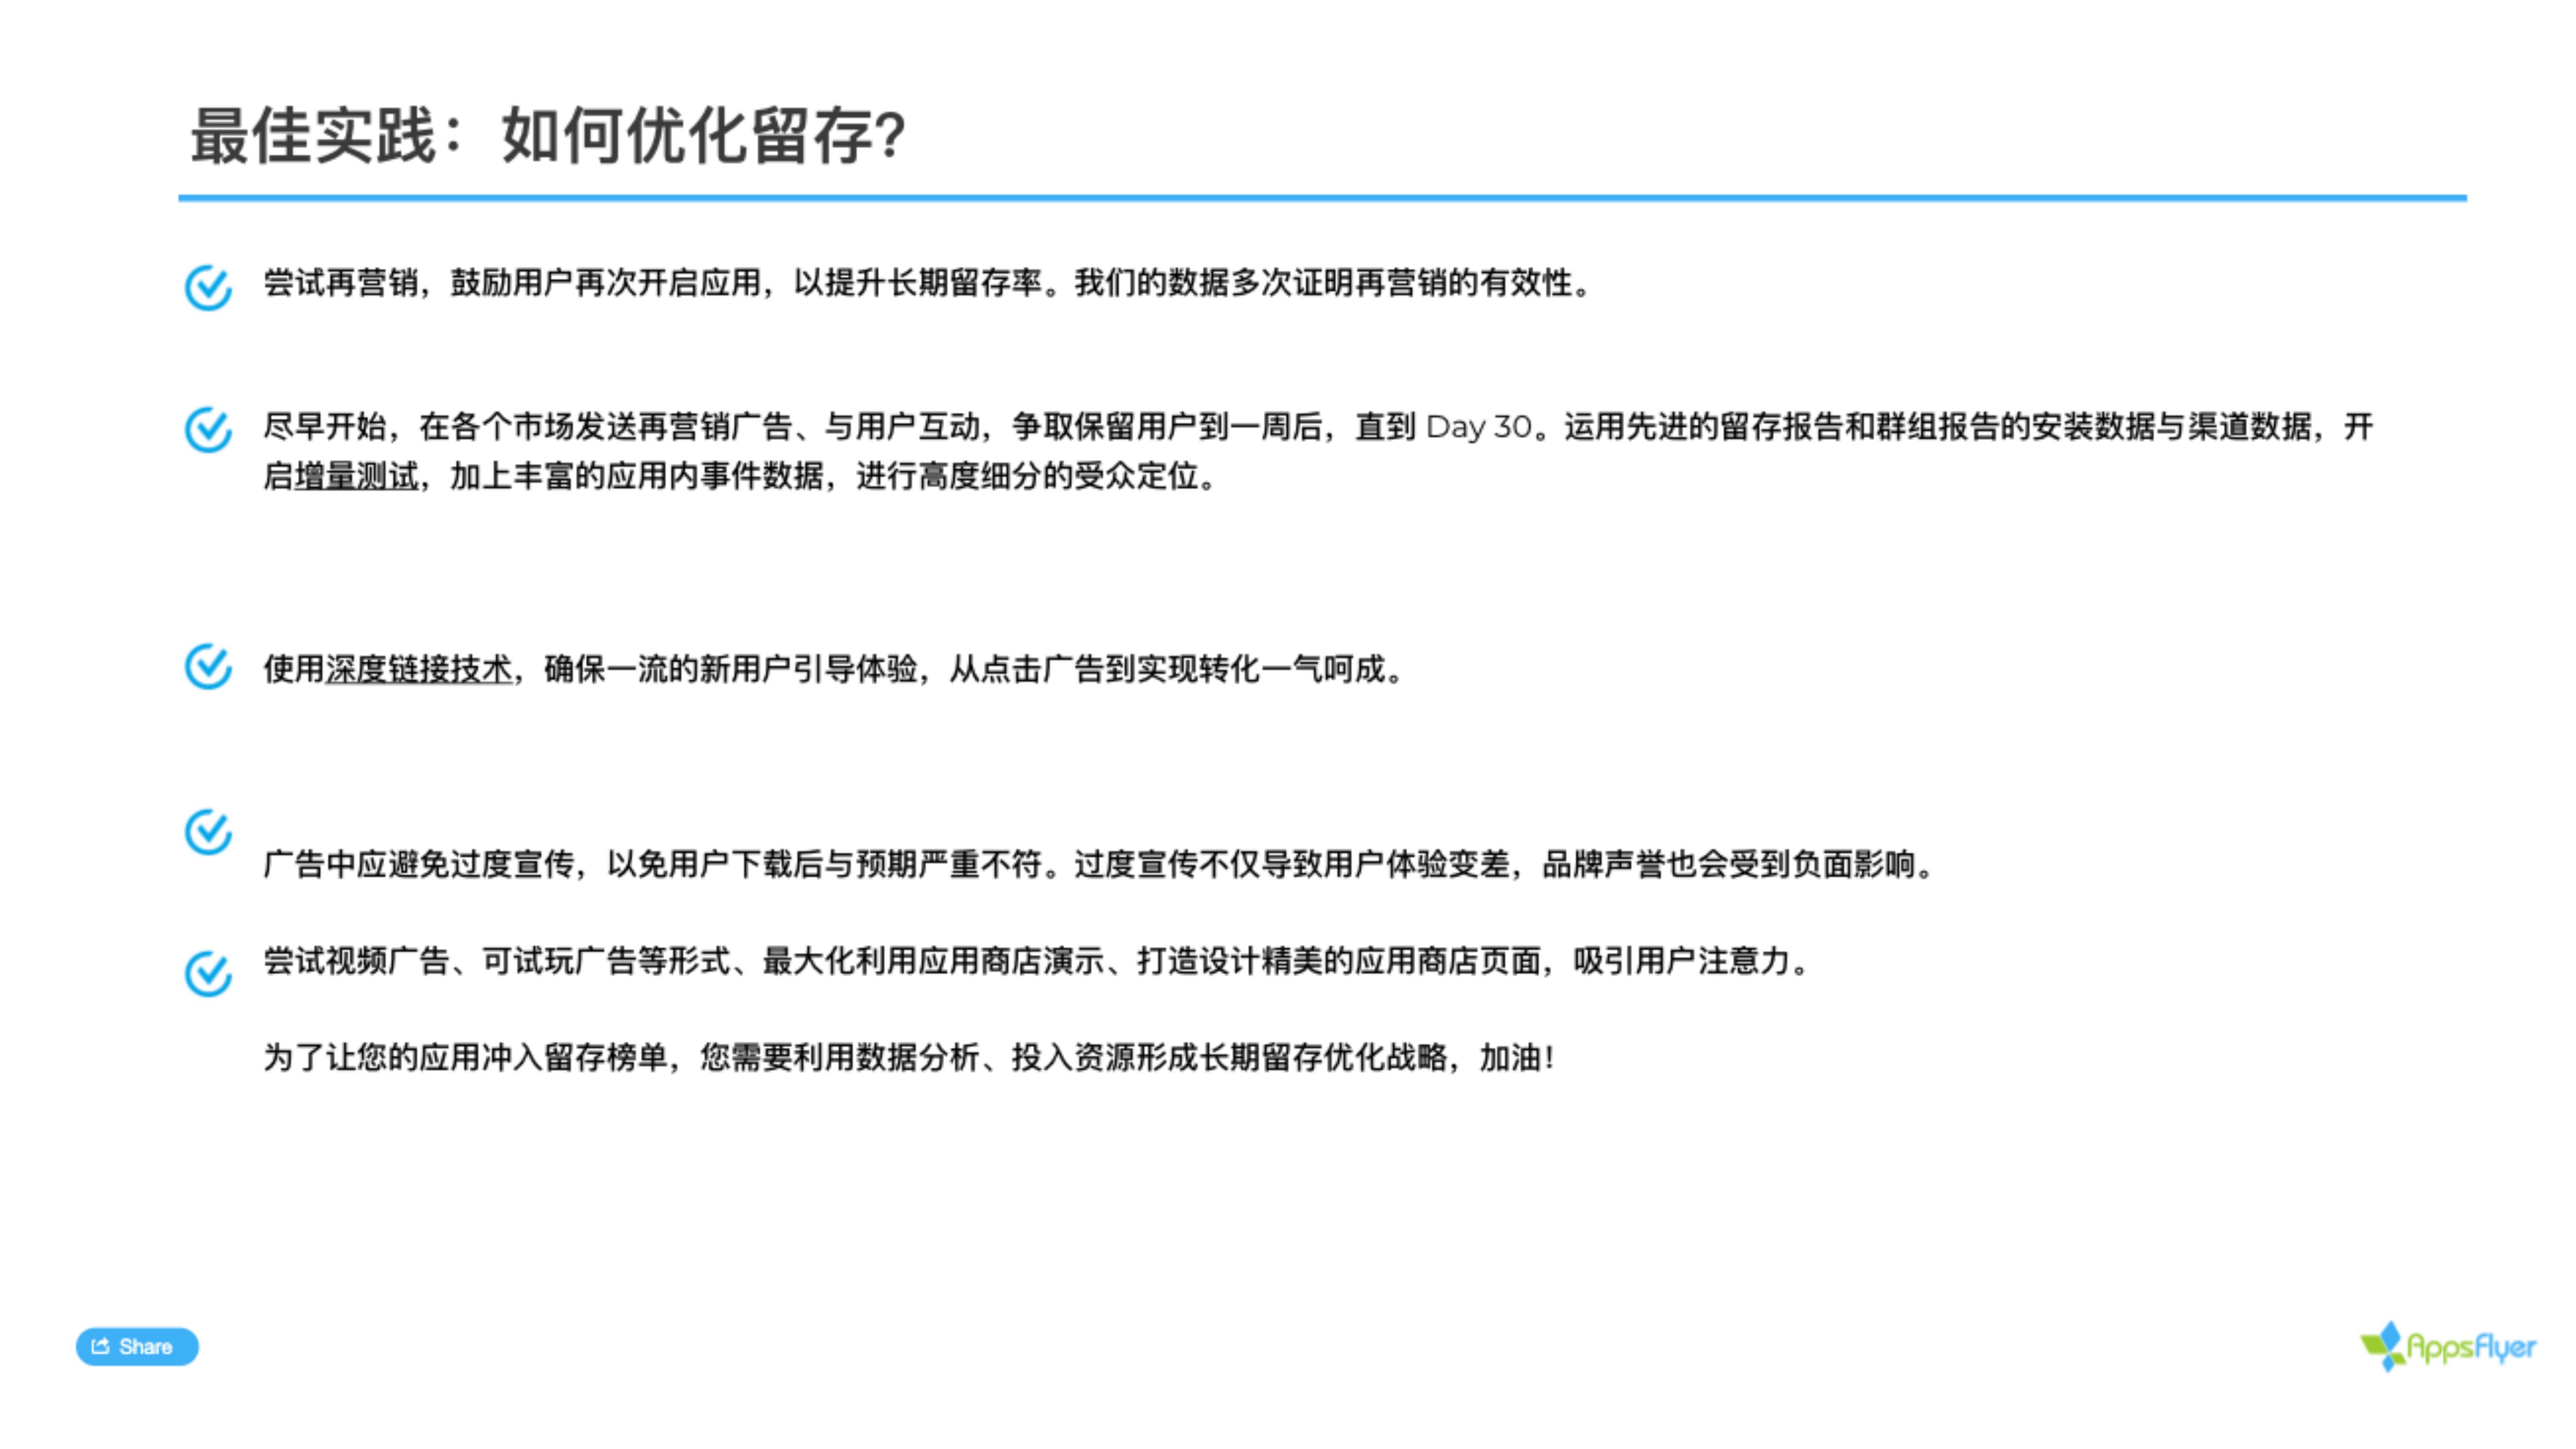 最佳实践：如何优化留存？
尝试再营销，鼓励用户再次开启应用，以提升长期留存率。我们的数据多次证明再营销的有效性。
尽早开始，在各个市场发送再营销广告、与用户互动，争取保留用户到一周后，直到 Day 30。运用先进的留存报告和群组报告的安装数据与渠道数据，开
启增量测试，加上丰富的应用内事件数据，进行高度细分的受众定位。
使用深度链接技术，确保一流的新用户引导体验，从点击广告到实现转化一气呵成。
广告中应避免过度宣传，以免用户下载后与预期严重不符。过度宣传不仅导致用户体验变差，品牌声誉也会受到负面影响。
尝试视频广告、可试玩广告等形式、最大化利用应用商店演示、打造设计精美的应用商店页面，吸引用户注意力。
为了让您的应用冲入留存榜单，您需要利用数据分析、投入资源形成长期留存优化战略，加油！
Share
AppsFlyer